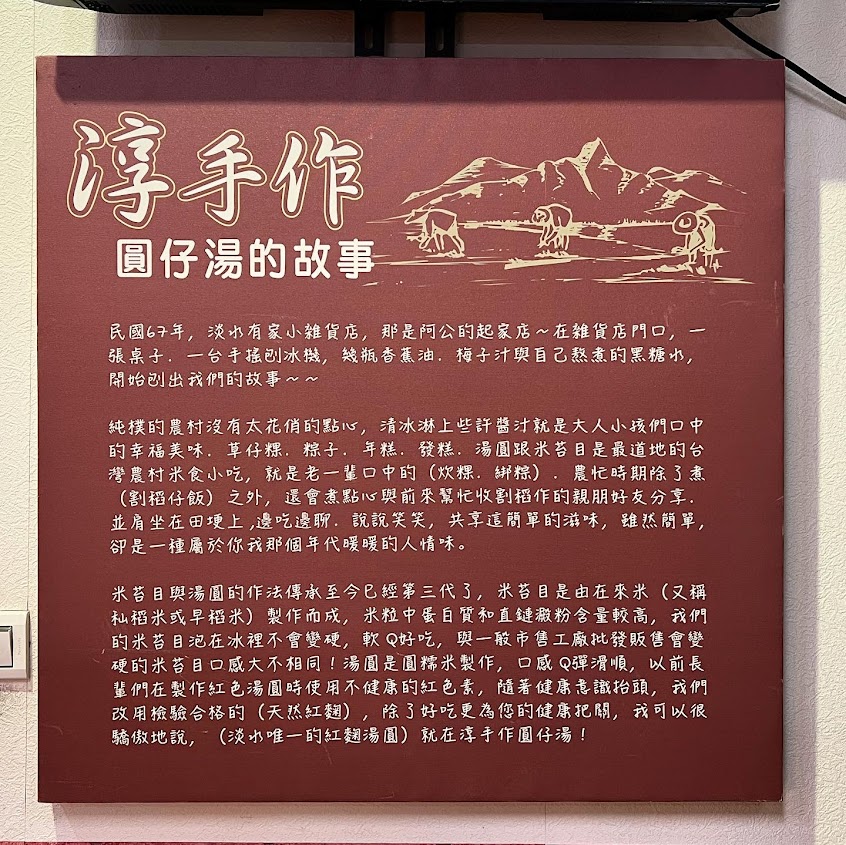 淳手作
圓仔湯的故事
民國67年，淡水有家小雜貨店，那是阿公的起家店～在雜貨店門口，一
張桌子．一台手搖刨冰機，幾瓶香蕉油．梅子汁與自己熬煮的黑糖水，
開始刨出我們的故事～～
純樸的農村沒有太花俏的點心，清冰淋上些許醬汁就是大人小孩們口中
的幸福美味．草仔粿．粽子．年糕．發糕．湯圓跟米苔目是最道地的台
灣農村米食小吃，就是老一輩口中的（炊粿．綁粽）．農忙時期除了煮
（割稻仔飯）之外，還會煮點心與前來幫忙收割稻作的親朋好友分享．
並肩坐在田埂上,邊吃邊聊．說說笑笑，共享這簡單的滋味，雖然簡單，
卻是一種屬於你我那個年代暖暖的人情味。
米苔目與湯圓的作法傳承至今已經第三代了，米苔目是由在來米（又稱
秈稻米或早稻米）製作而成，米粒中蛋白質和直鏈澱粉含量較高，我們
的米苔目泡在冰裡不會變硬，軟Q好吃，與一般市售工廠批發販售會變
硬的米苔目口感大不相同！湯圓是圓糯米製作，口感Q彈滑順，以前長
輩們在製作紅色湯圓時使用不健康的紅色素，隨著健康意識抬頭，我們
改用檢驗合格的（天然紅麴），除了好吃更為您的健康把關，我可以很
驕傲地說，（淡水唯一的紅麴湯圓）就在淳手作圓仔湯！